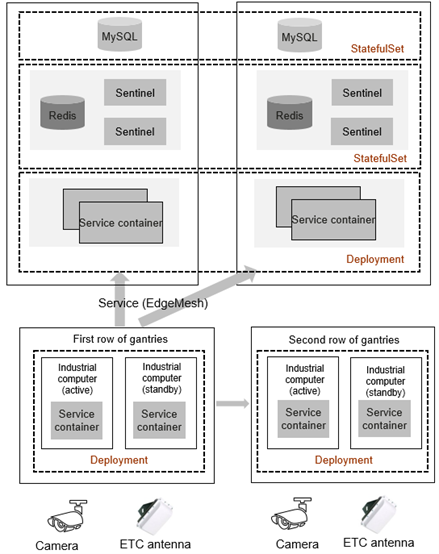 MySQL
MySQL
StatefulSet
Redis
Sentinel
Sentinel
Redis
Sentinel
Sentinel
StatefulSet
Service container
Service container
Deployment
Service (EdgeMesh)
First row of gantries
Industrial
computer
(active)
Service
container
Industrial
computer
(standby)
Service
container
Deployment
Second row of gantries
Industrial
computer
(active)
Service
container
Industrial
computer
(standby)
Service
container
Deployment
Camera
ETC antenna
Camera
ETC antenna